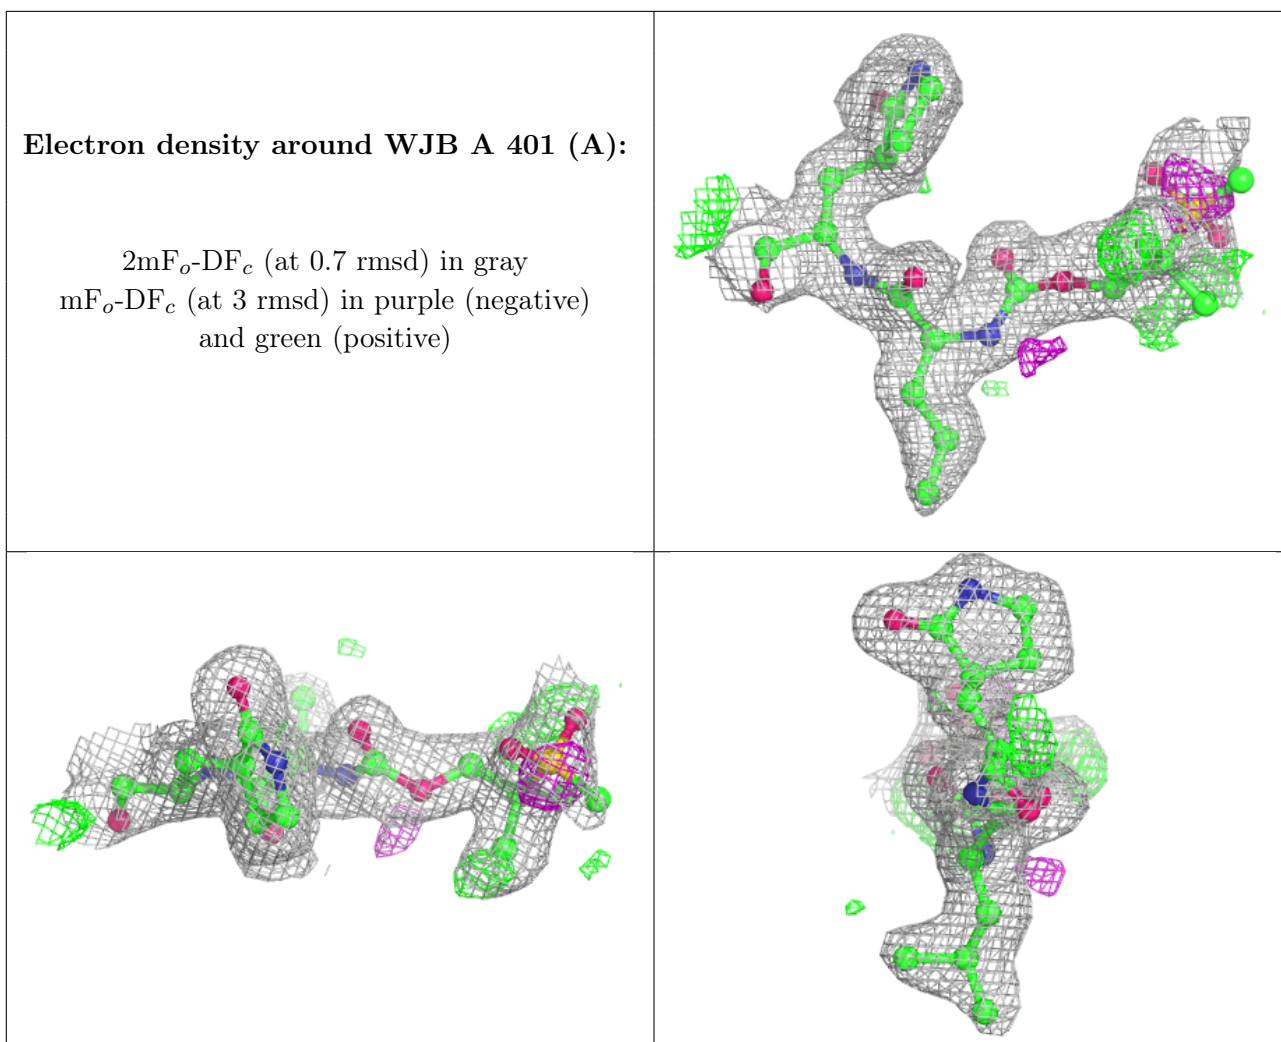 Electron density around WJB A 401 (A):
2mFₒ-DF𝒸 (at 0.7 rmsd) in gray
mFₒ-DF𝒸 (at 3 rmsd) in purple (negative)
and green (positive)